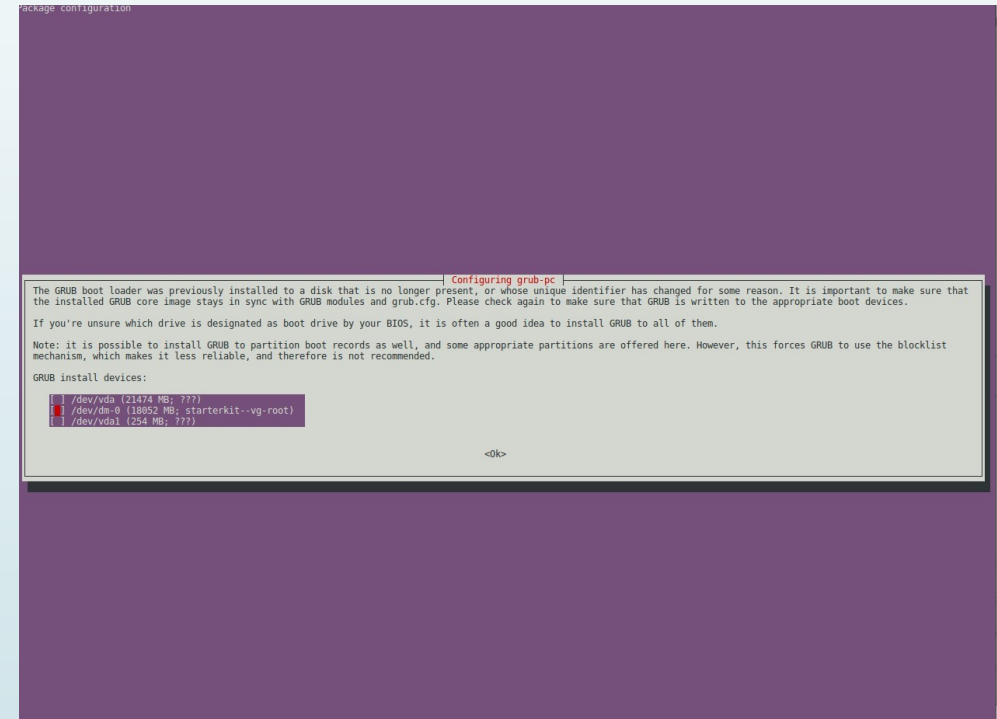 Package configuration
Configuring grub-pc
The GRUB boot loader was previously installed to a disk that is no longer present, or whose unique identifier has changed for some reason. It is important to make sure that
the installed GRUB core image stays in sync with GRUB modules and grub.cfg. Please check again to make sure that GRUB is written to the appropriate boot devices.
If you're unsure which drive is designated as boot drive by your BIOS, it is often a good idea to install GRUB to all of them.
Note: it is possible to install GRUB to partition boot records as well, and some appropriate partitions are offered here. However, this forces GRUB to use the blocklist
mechanism, which makes it less reliable, and therefore is not recommended.
GRUB install devices:
[ ] /dev/vda (21474 MB; ???)
[ ] /dev/dm-0 (18052 MB; starterkit--vg-root)
[ ] /dev/vda1 (254 MB; ???)
<Ok>